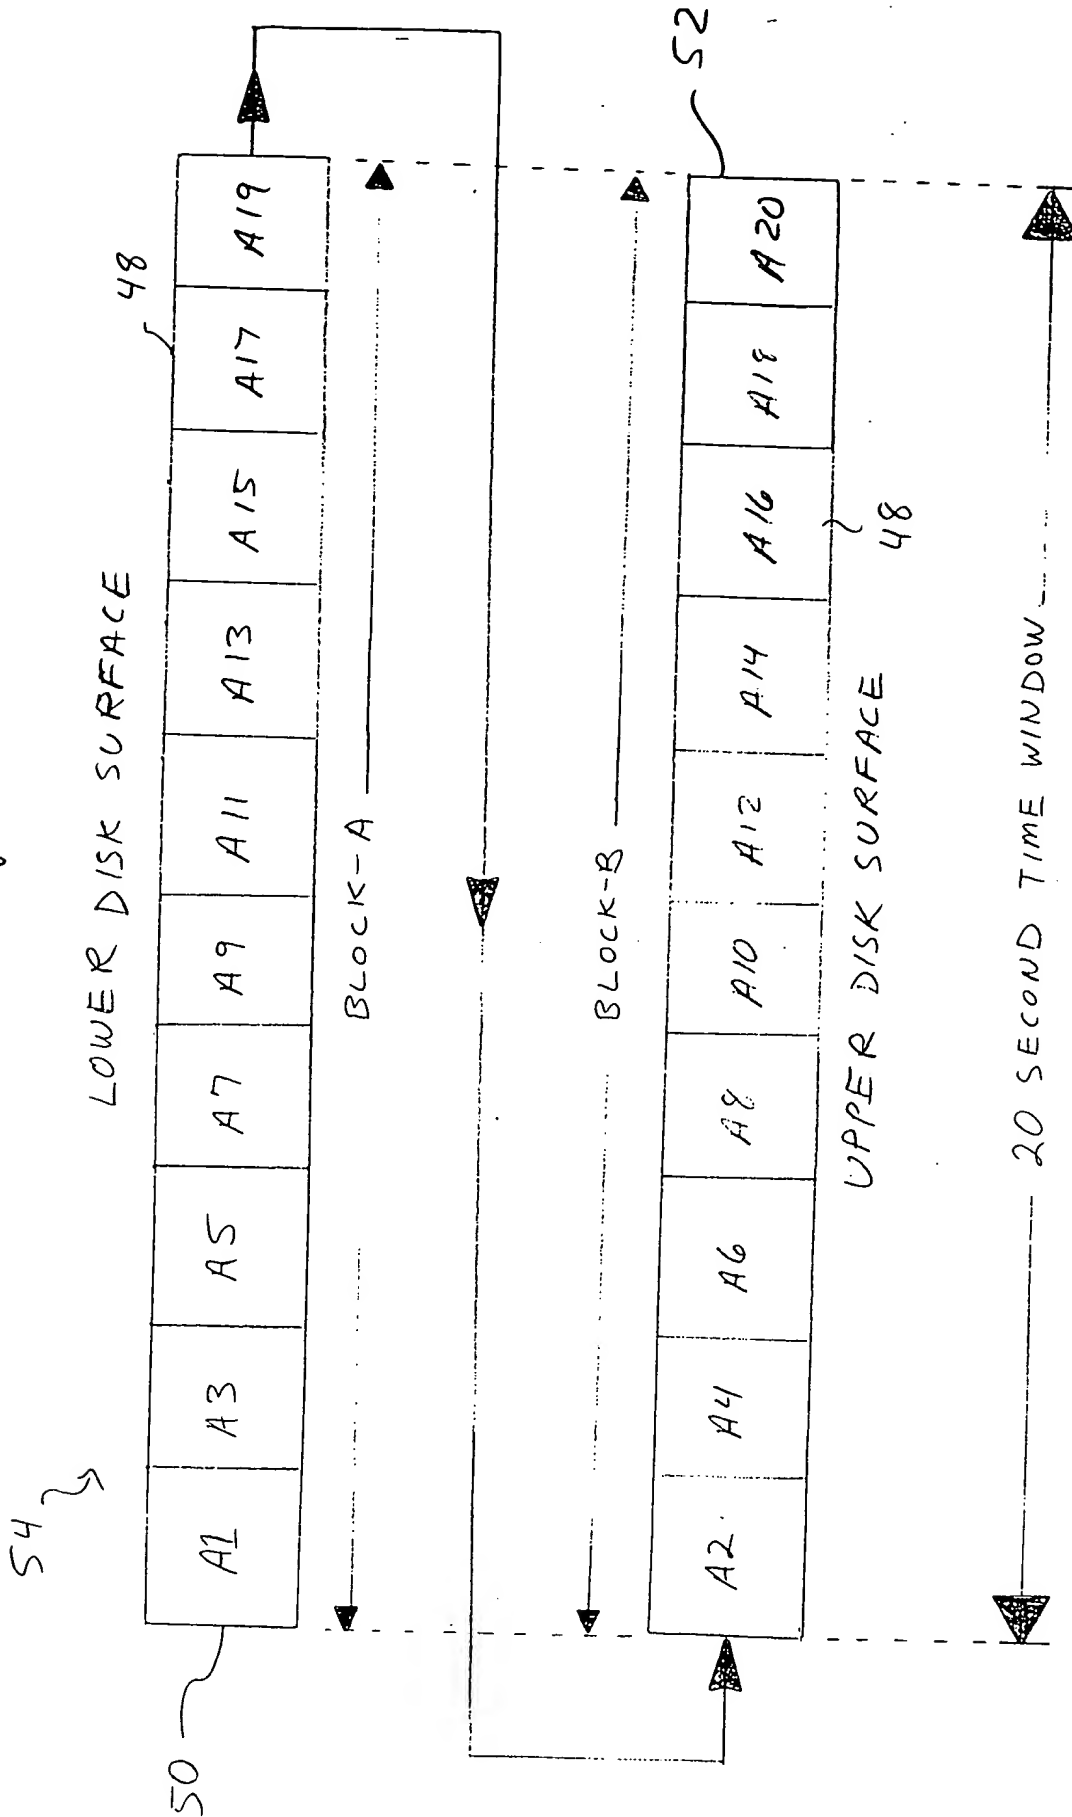 54
LOWER DISK SURFACE
48
50
A1 A3 A5 A7 A9 A11 A13 A15 A17 A19
BLOCK-A
BLOCK-B
52
A2 A4 A6 A8 A10 A12 A14 A16 A18 A20
48
UPPER DISK SURFACE
20 SECOND TIME WINDOW